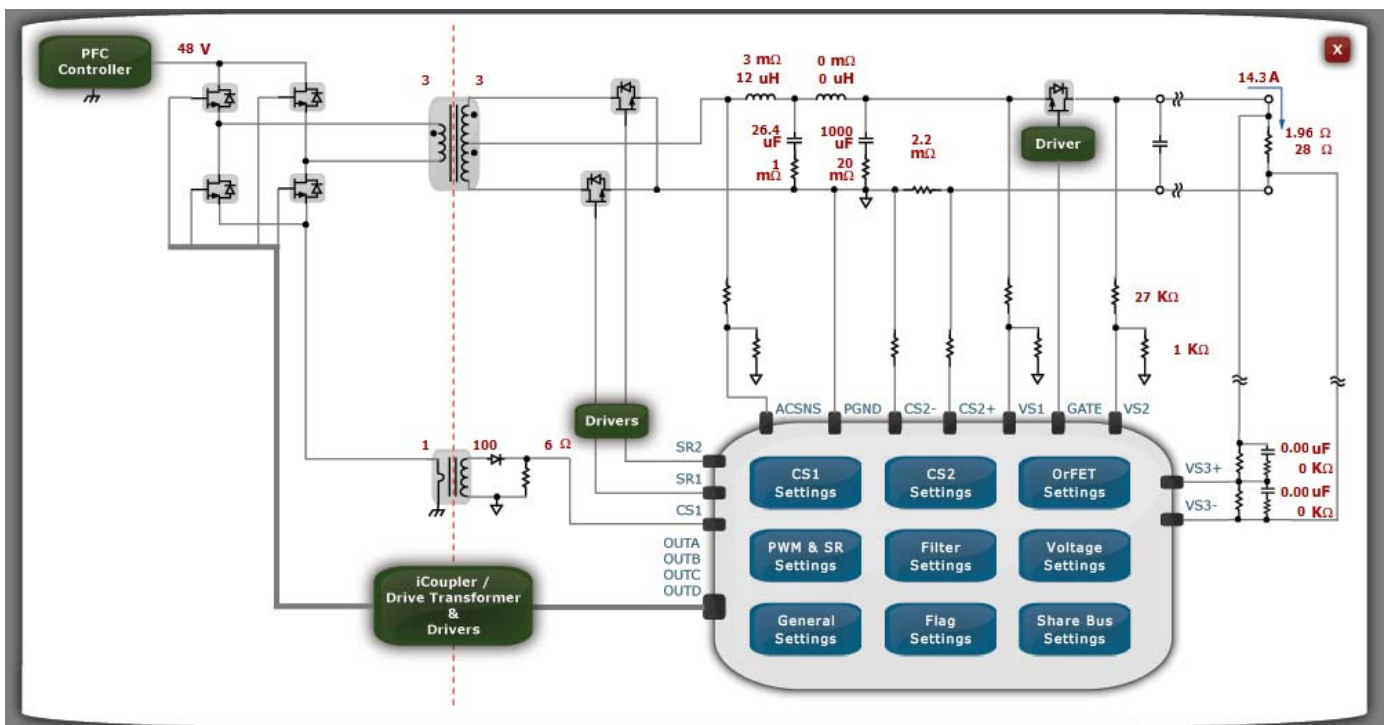 PFC
Controller
48 V
X
3 3
3 mΩ
12 uH
0 mΩ
0 uH
14.3 A
26.4
uF
1
mΩ
1000
uF
20
mΩ
2.2
mΩ
Driver
1.96 Ω
28 Ω
27 KΩ
1 KΩ
ACSNS PGND CS2- CS2+ VS1 GATE VS2
Drivers
1 100 6 Ω
SR2
SR1
CS1
OUTA
OUTB
OUTC
OUTD
CS1
Settings
CS2
Settings
OrFET
Settings
PWM & SR
Settings
Filter
Settings
Voltage
Settings
General
Settings
Flag
Settings
Share Bus
Settings
VS3+
VS3-
0.00 uF
0 KΩ
0.00 uF
0 KΩ
iCoupler /
Drive Transformer
&
Drivers